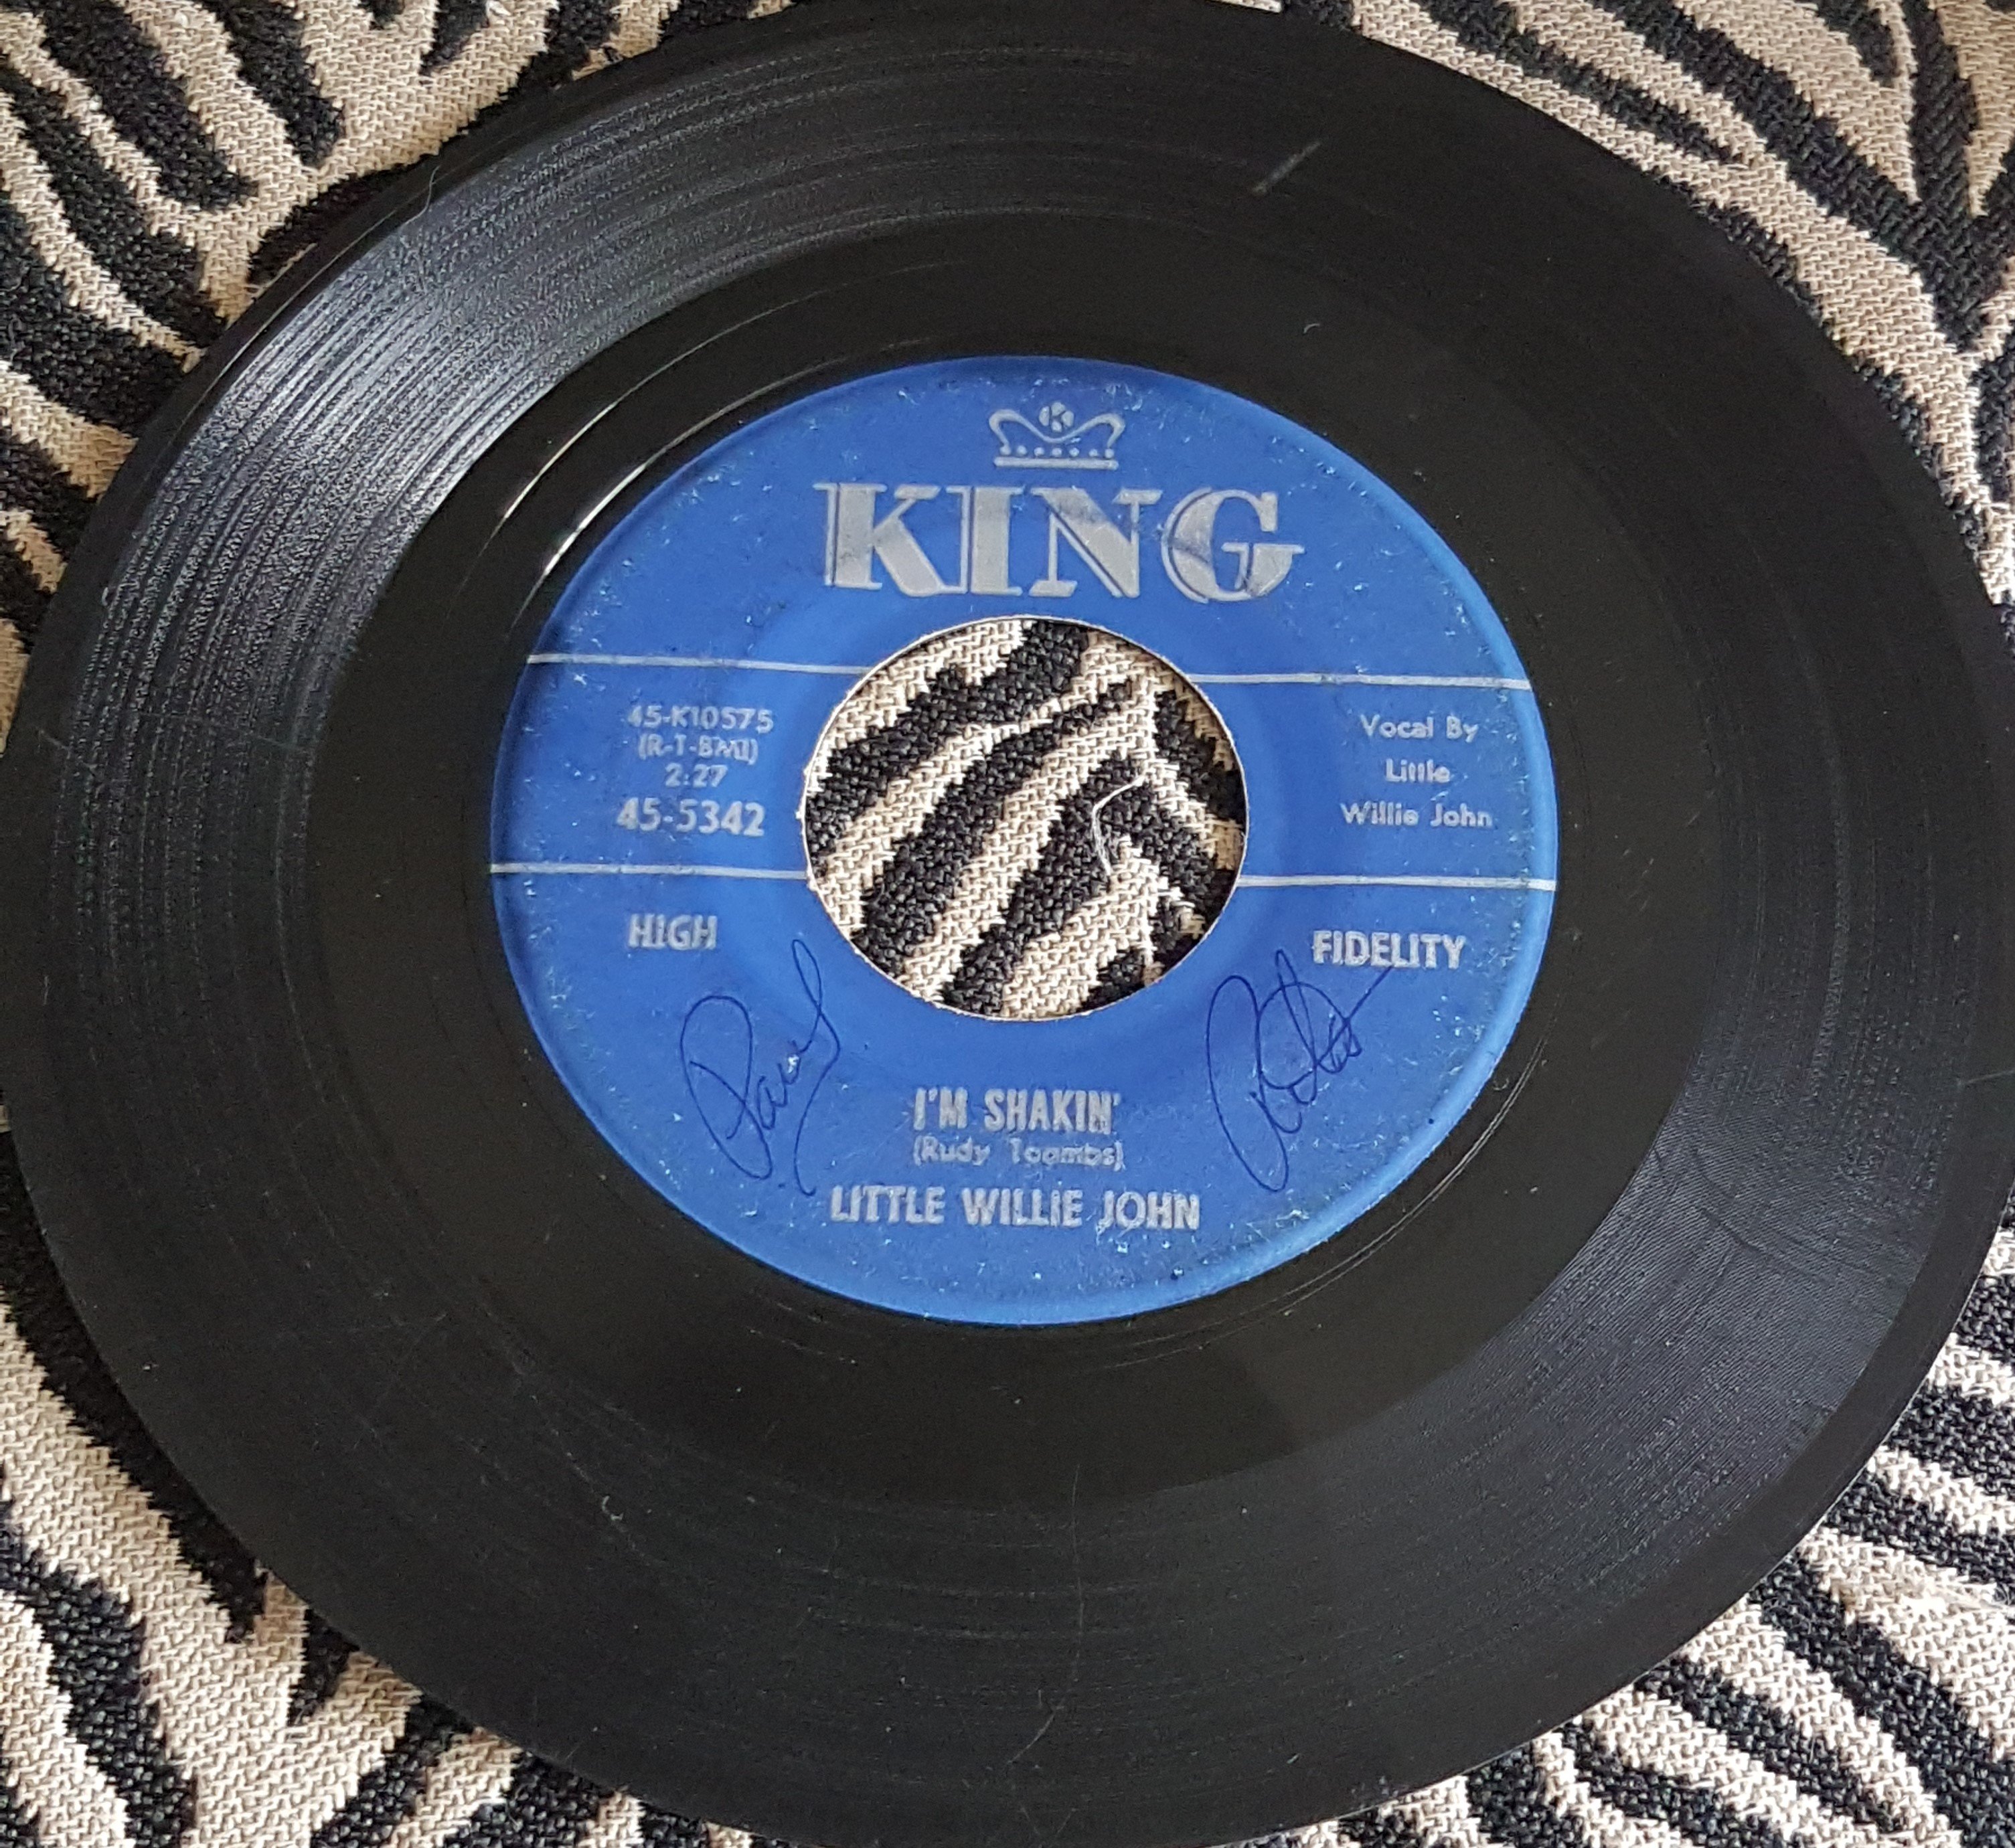 K
KING
45-K10575
(R-T-BMI)
2:27
45-5342
Vocal By
Little
Willie John
HIGH FIDELITY
I'M SHAKIN'
(Rudy Toombs)
LITTLE WILLIE JOHN